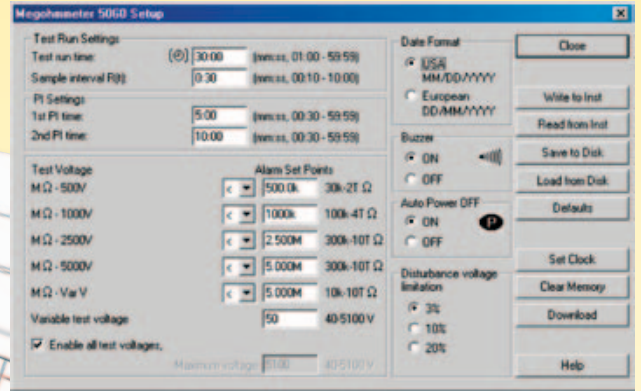 Megohmmeter 5060 Setup
Test Run Settings
Test run time: 30:00 (mm:ss, 01:00 - 59:59)
Sample interval R(t): 0:30 (mm:ss, 00:10 - 10:00)
PI Settings
1st PI time: 5:00 (mm:ss, 00:30 - 59:59)
2nd PI time: 10:00 (mm:ss, 00:30 - 59:59)
Test Voltage Alarm Set Points
MΩ - 500V < 500.0k 30k-2T Ω
MΩ - 1000V < 1000k 100k-4T Ω
MΩ - 2500V < 2.500M 300k-10T Ω
MΩ - 5000V < 5.000M 300k-10T Ω
MΩ - Var V < 5.000M 10k-10T Ω
Variable test voltage 50 40-5100 V
Enable all test voltages.
Maximum voltage 5100 40-5100 V
Date Format
USA
MM/DD/YYYY
European
DD/MM/YYYY
Buzzer
ON
OFF
Auto Power OFF
ON P
OFF
Disturbance voltage
limitation
3%
10%
20%
Close
Write to Inst
Read from Inst
Save to Disk
Load from Disk
Defaults
Set Clock
Clear Memory
Download
Help